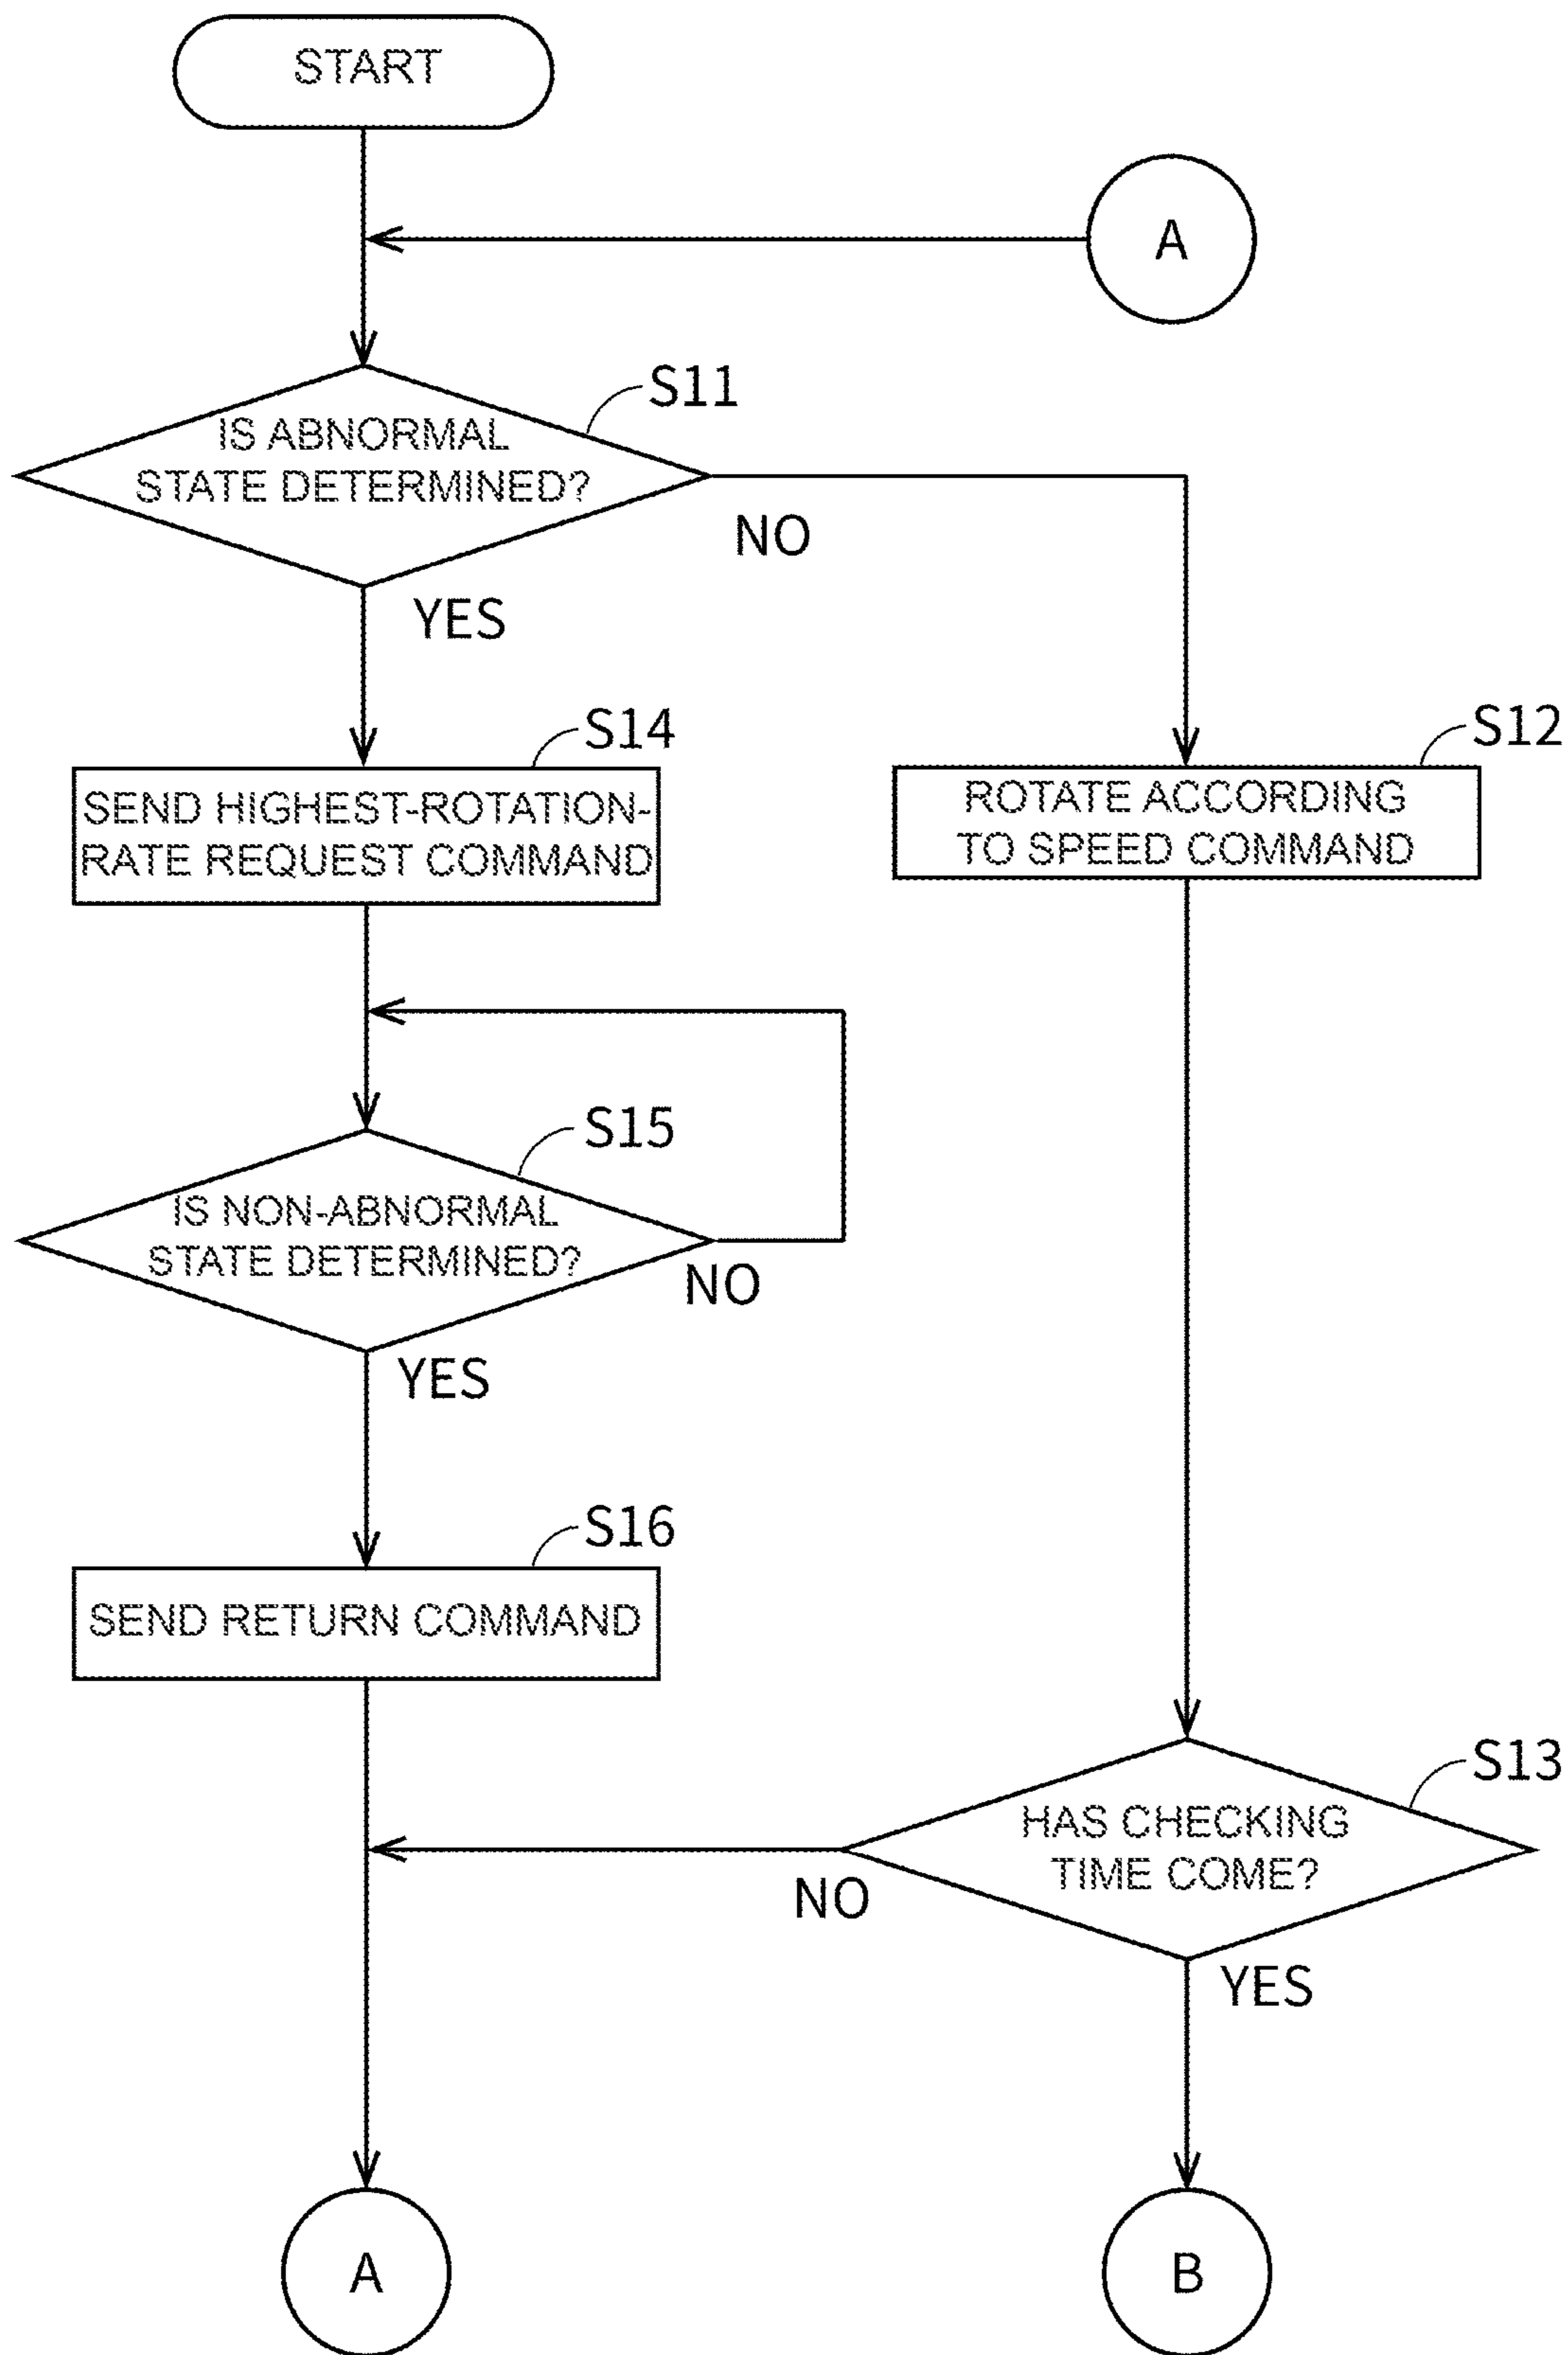 START
A
S11
IS ABNORMAL
STATE DETERMINED?
NO
YES
S14
SEND HIGHEST-ROTATION-
RATE REQUEST COMMAND
S12
ROTATE ACCORDING
TO SPEED COMMAND
S15
IS NON-ABNORMAL
STATE DETERMINED?
NO
YES
S16
SEND RETURN COMMAND
S13
HAS CHECKING
TIME COME?
NO
YES
A
B